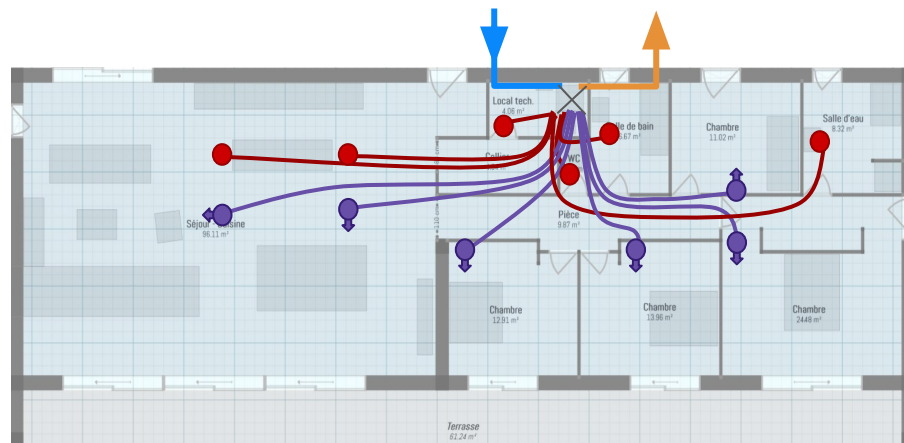 Local tech.
4.06 m²
de bain
5.67 m²
Chambre
11.02 m²
Salle d'eau
8.32 m²
WC
Séjour
96.11 m²
Pièce
9.87 m²
110 cm
Chambre
12.91 m²
Chambre
13.96 m²
Chambre
24.48 m²
Terrasse
61.24 m²